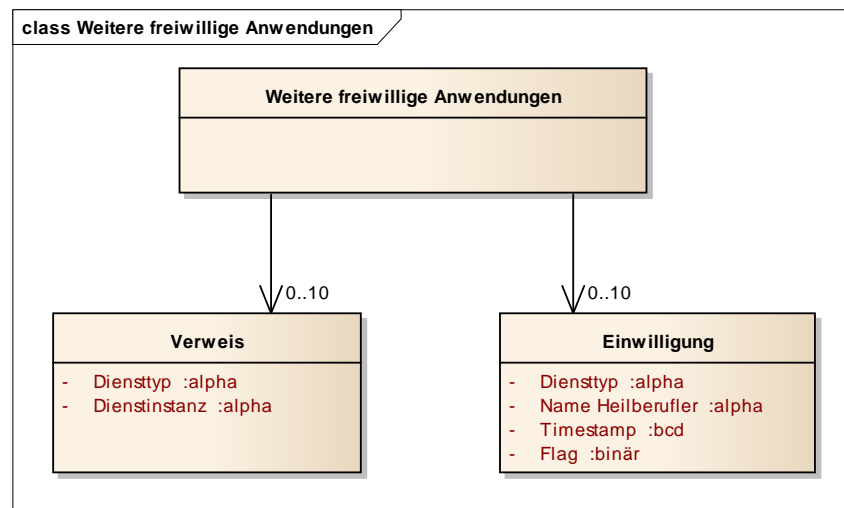 class Weitere freiwillige Anwendungen
Weitere freiwillige Anwendungen
0..10
0..10
Verweis
- Diensttyp :alpha
- Dienstinstanz :alpha
Einwilligung
- Diensttyp :alpha
- Name Heilberufler :alpha
- Timestamp :bcd
- Flag :binär